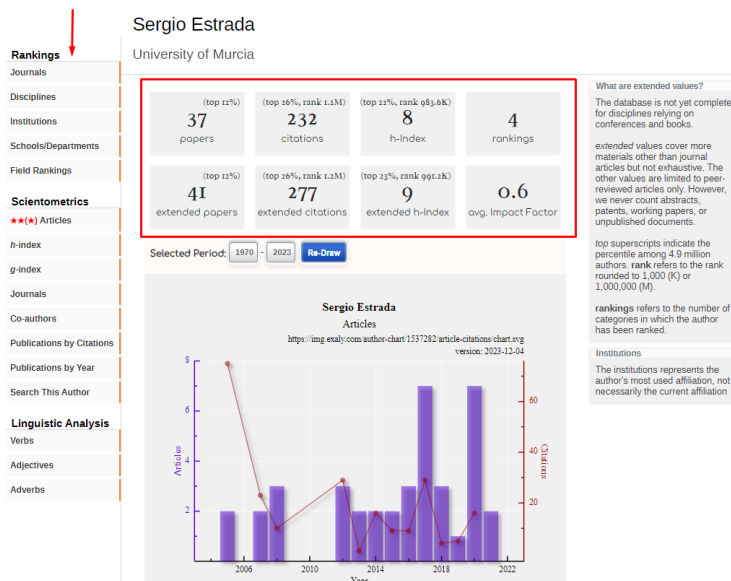 Sergio Estrada
University of Murcia
Rankings
Journals
Disciplines
Institutions
Schools/Departments
Field Rankings
Scientometrics
★★(★) Articles
h-index
g-index
Journals
Co-authors
Publications by Citations
Publications by Year
Search This Author
Linguistic Analysis
Verbs
Adjectives
Adverbs
(top 12%)
37
papers
(top 26%, rank 1.2M)
232
citations
(top 22%, rank 983.6K)
8
h-Index
4
rankings
(top 12%)
41
extended papers
(top 26%, rank 1.2M)
277
extended citations
(top 23%, rank 991.2K)
9
extended h-Index
0.6
avg. Impact Factor
Selected Period: 1970 - 2023 Re-Draw
Sergio Estrada
Articles
https://img.exaly.com/author-chart/1537282/article-citations/chart.svg
version: 2023-12-04
8
6
4
2
Articles
60
40
20
Citations
2006 2010 2014 2018 2022
Year
What are extended values?
The database is not yet complete
for disciplines relying on
conferences and books.
extended values cover more
materials other than journal
articles but not exhaustive. The
other values are limited to peer-
reviewed articles only. However,
we never count abstracts,
patents, working papers, or
unpublished documents.
top superscripts indicate the
percentile among 4.9 million
authors. rank refers to the rank
rounded to 1,000 (K) or
1,000,000 (M).
rankings refers to the number of
categories in which the author
has been ranked.
Institutions
The institutions represents the
author's most used affiliation, not
necessarily the current affiliation